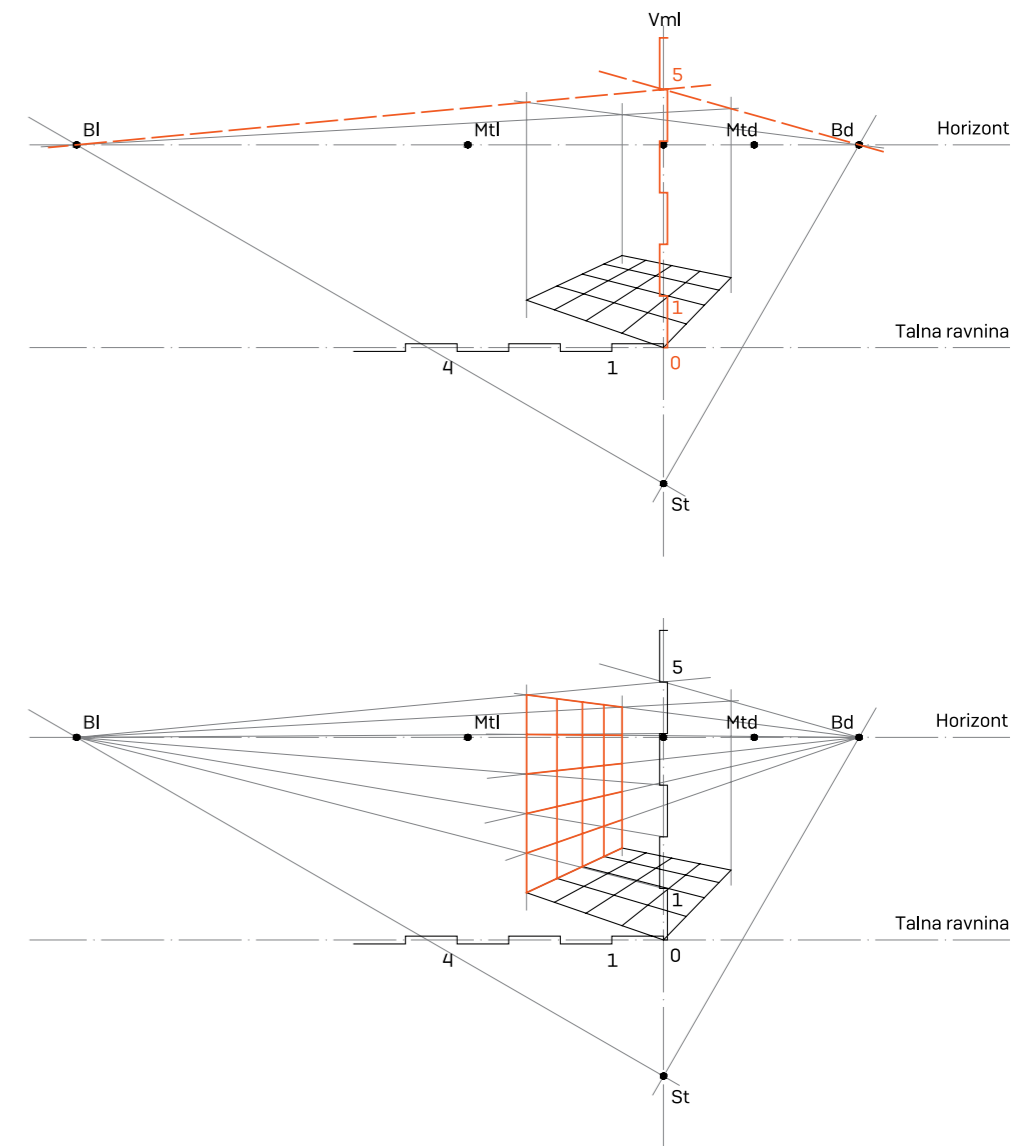 Vml
5
Bl Mtl Mtd Bd Horizont
1
Talna ravnina
4 1 0
St
5
Bl Mtl Mtd Bd Horizont
1
Talna ravnina
4 1 0
St